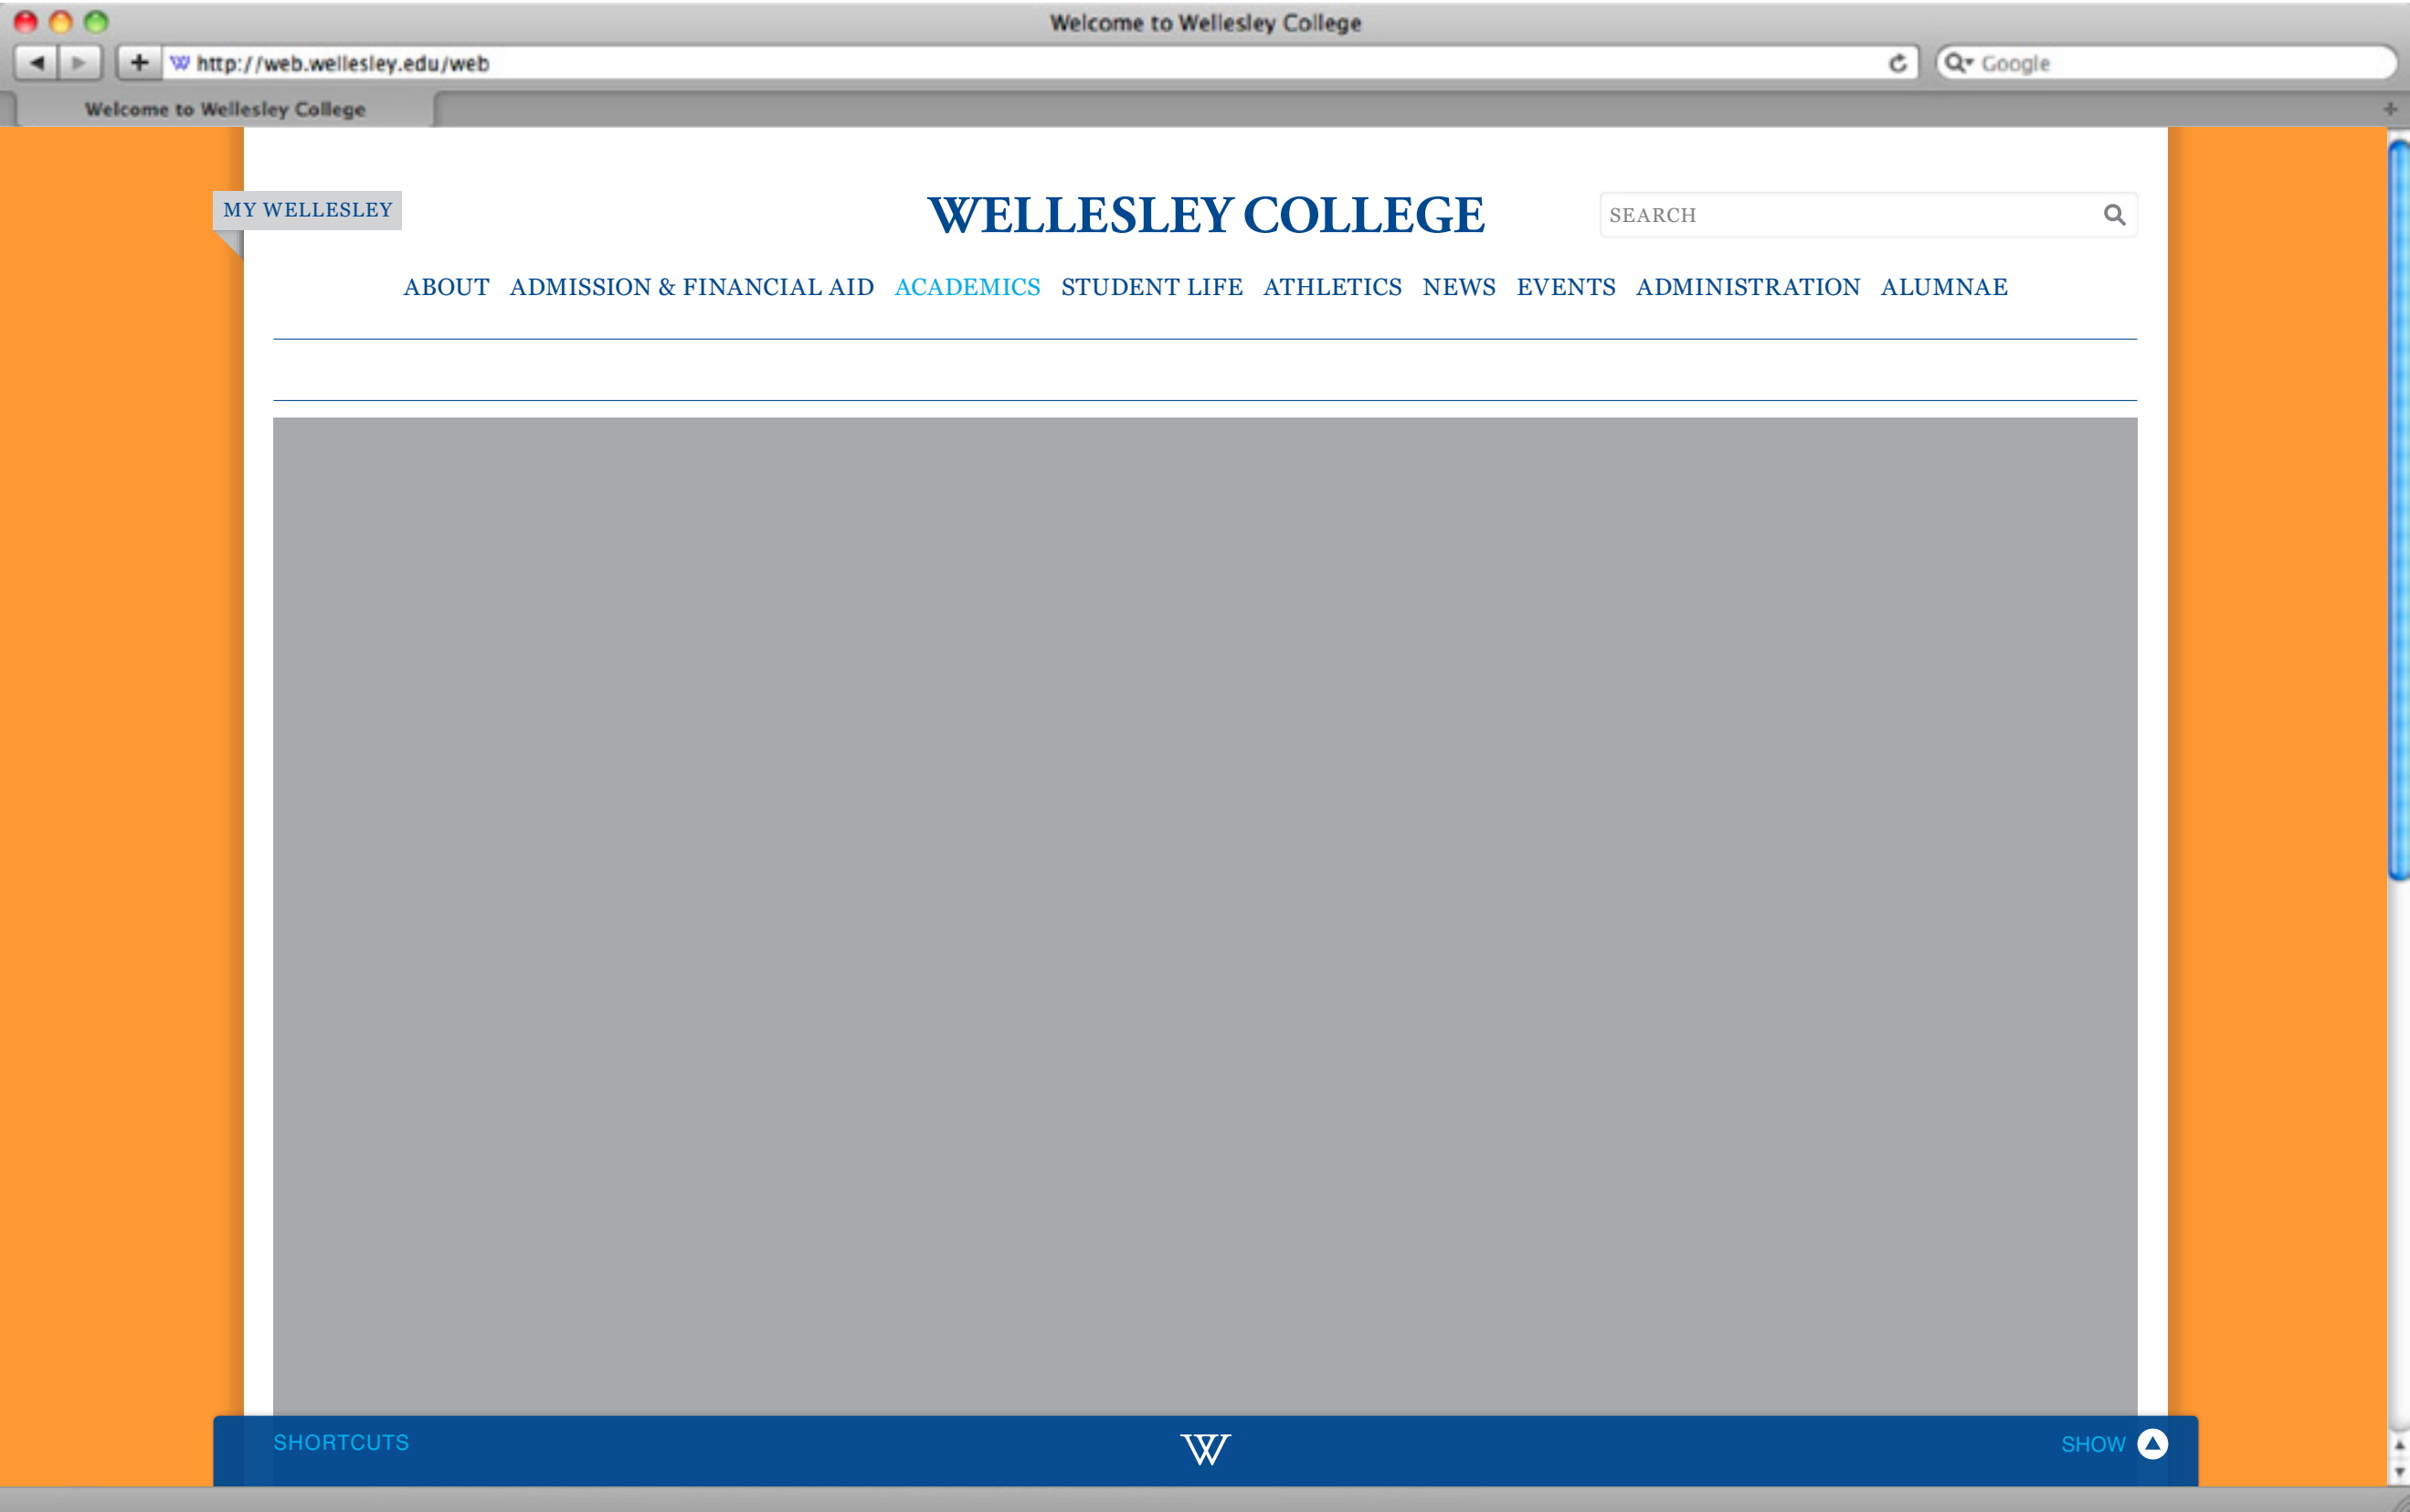 Welcome to Wellesley College
http://web.wellesley.edu/web
Google
Welcome to Wellesley College
MY WELLESLEY
WELLESLEY COLLEGE
SEARCH
ABOUT ADMISSION & FINANCIAL AID ACADEMICS STUDENT LIFE ATHLETICS NEWS EVENTS ADMINISTRATION ALUMNAE
SHORTCUTS
W
SHOW